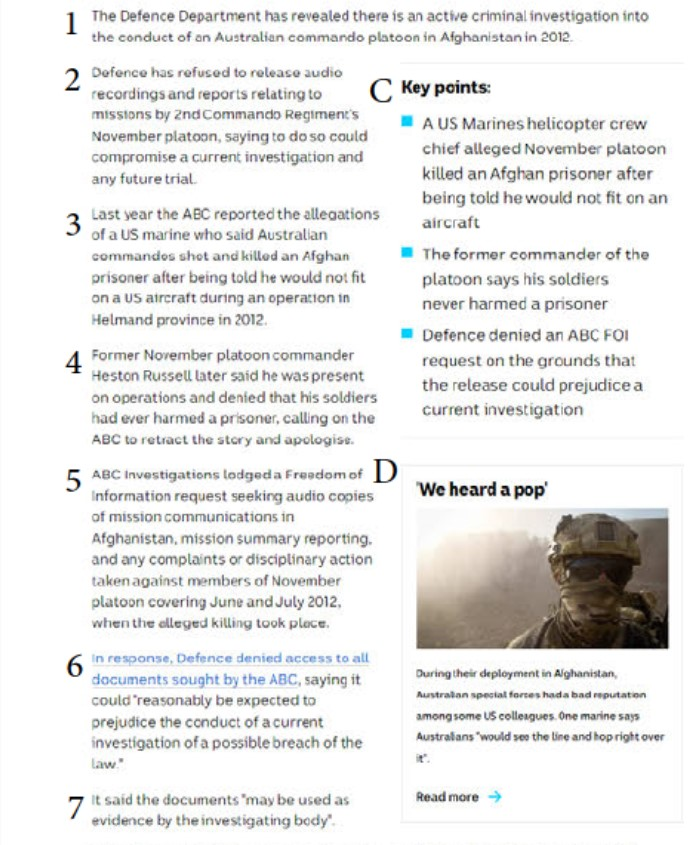 1 The Defence Department has revealed there is an active criminal investigation into
the conduct of an Australian commando platoon in Afghanistan in 2012.
2 Defence has refused to release audio
recordings and reports relating to
missions by 2nd Commando Regiment's
November platoon, saying to do so could
compromise a current investigation and
any future trial.
3 Last year the ABC reported the allegations
of a US marine who said Australian
commandos shot and killed an Afghan
prisoner after being told he would not fit
on a US aircraft during an operation in
Helmand province in 2012.
4 Former November platoon commander
Heston Russell later said he was present
on operations and denied that his soldiers
had ever harmed a prisoner, calling on the
ABC to retract the story and apologise.
5 ABC Investigations lodged a Freedom of
Information request seeking audio copies
of mission communications in
Afghanistan, mission summary reporting,
and any complaints or disciplinary action
taken against members of November
platoon covering June and July 2012,
when the alleged killing took place.
6 In response, Defence denied access to all
documents sought by the ABC, saying it
could "reasonably be expected to
prejudice the conduct of a current
investigation of a possible breach of the
law."
7 It said the documents "may be used as
evidence by the investigating body".
C Key points:
A US Marines helicopter crew
chief alleged November platoon
killed an Afghan prisoner after
being told he would not fit on an
aircraft
The former commander of the
platoon says his soldiers
never harmed a prisoner
Defence denied an ABC FOI
request on the grounds that
the release could prejudice a
current investigation
D 'We heard a pop'
During their deployment in Afghanistan,
Australian special forces had a bad reputation
among some US colleagues. One marine says
Australians "would see the line and hop right over
it".
Read more →